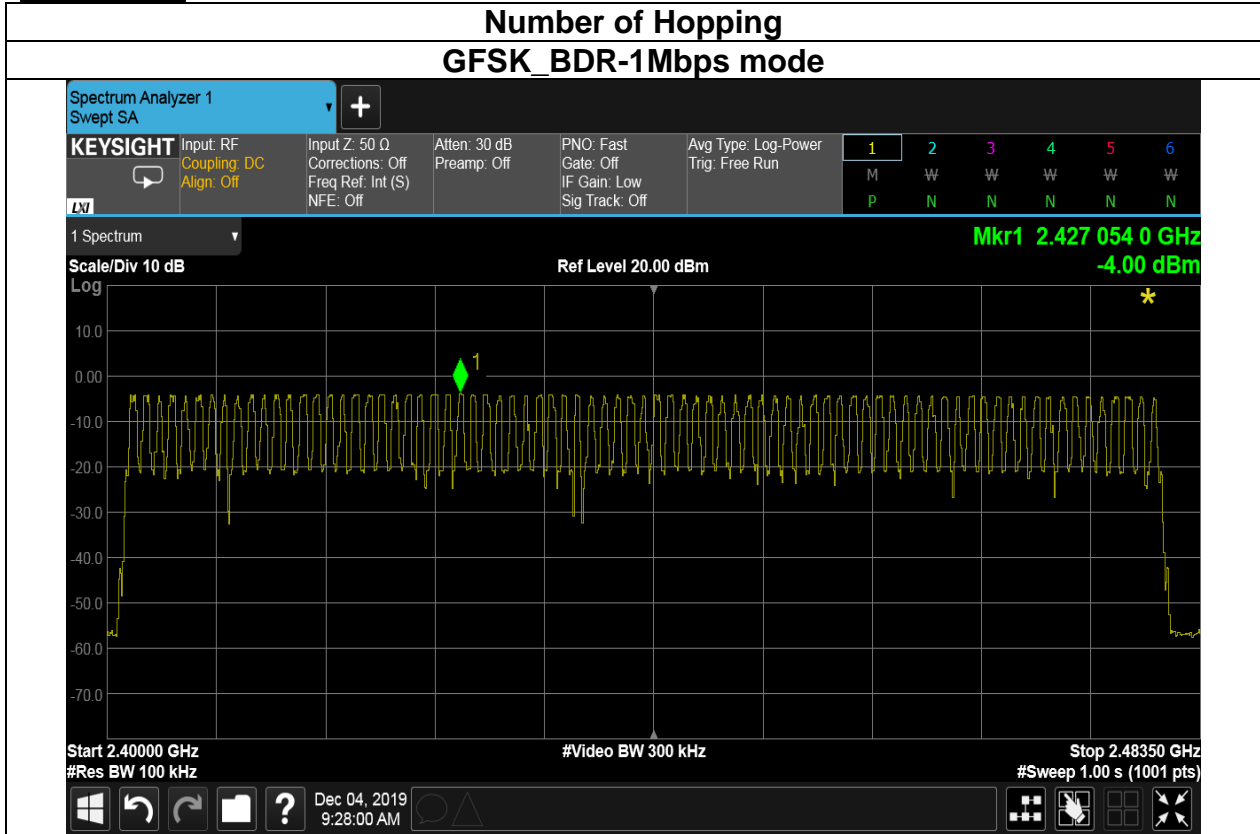 Number of Hopping
GFSK_BDR-1Mbps mode
Spectrum Analyzer 1
Swept SA
+
KEYSIGHT
Input: RF
Coupling: DC
Align: Off
Input Z: 50 Ω
Corrections: Off
Freq Ref: Int (S)
NFE: Off
Atten: 30 dB
Preamp: Off
PNO: Fast
Gate: Off
IF Gain: Low
Sig Track: Off
Avg Type: Log-Power
Trig: Free Run
1 2 3 4 5 6
M W W W W W
P N N N N N
LXI
1 Spectrum
Mkr1 2.427 054 0 GHz
-4.00 dBm
Scale/Div 10 dB
Ref Level 20.00 dBm
Log
10.0
0.00
-10.0
-20.0
-30.0
-40.0
-50.0
-60.0
-70.0
1
*
Start 2.40000 GHz
#Video BW 300 kHz
Stop 2.48350 GHz
#Res BW 100 kHz
#Sweep 1.00 s (1001 pts)
?
Dec 04, 2019
9:28:00 AM